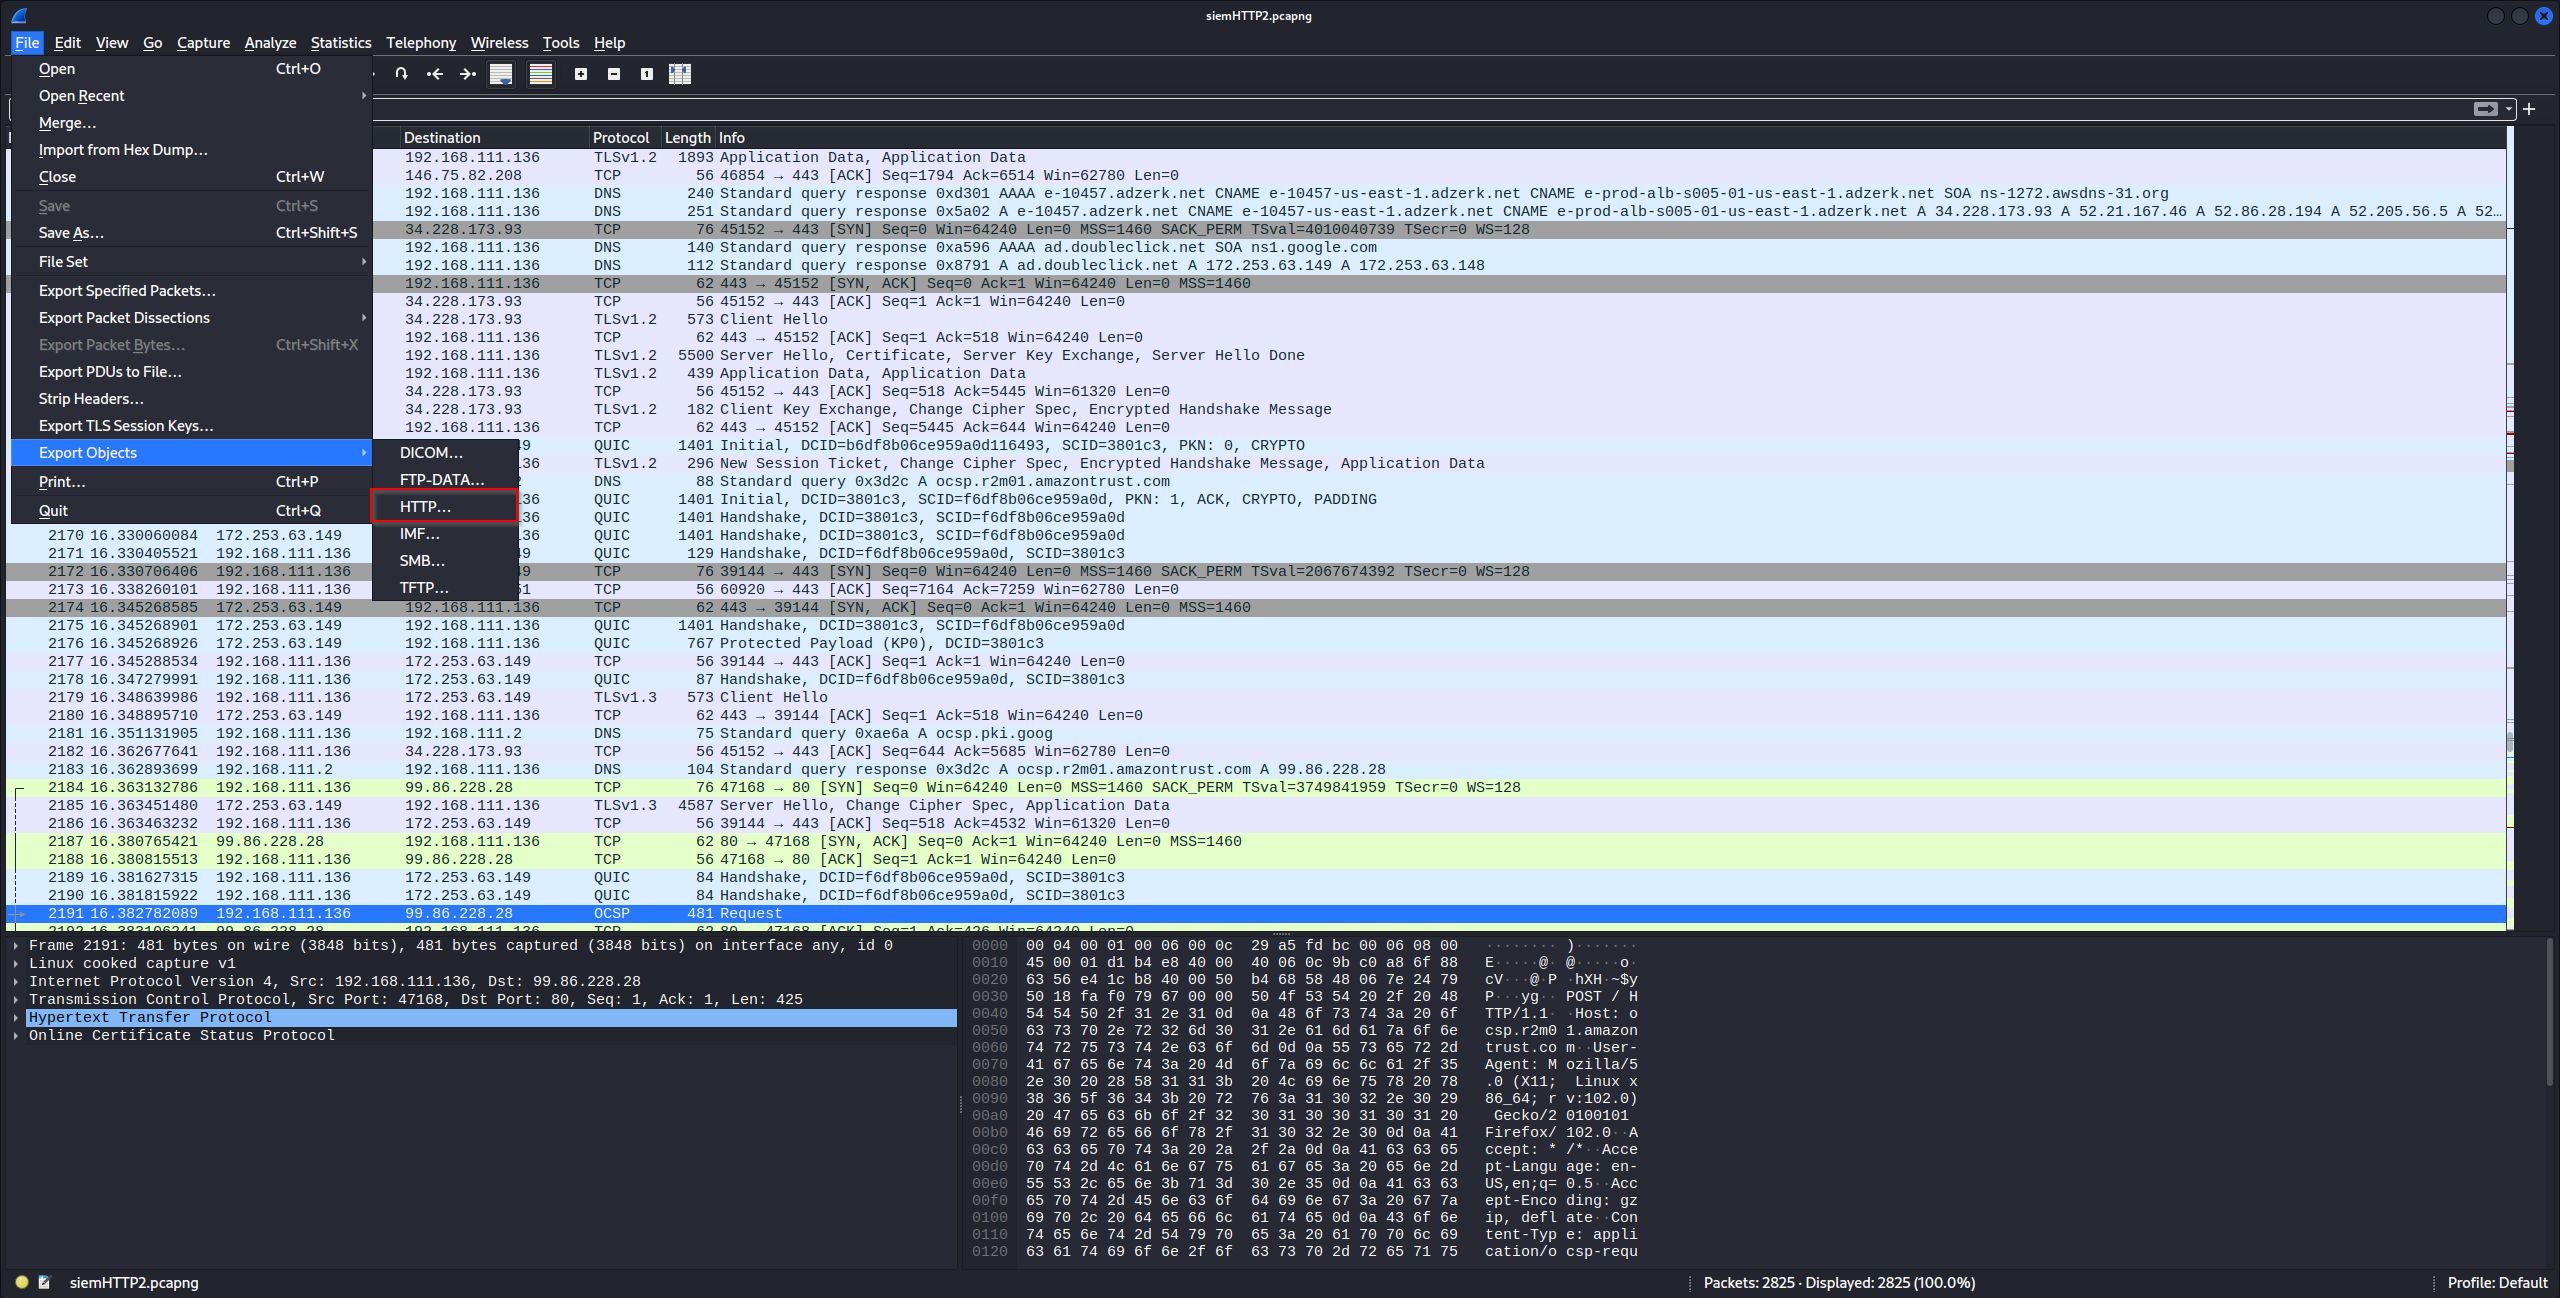 siemHTTP2.pcapng
File Edit View Go Capture Analyze Statistics Telephony Wireless Tools Help
Open Ctrl+O
Open Recent
Merge...
Import from Hex Dump...
Close Ctrl+W
Save Ctrl+S
Save As... Ctrl+Shift+S
File Set
Export Specified Packets...
Export Packet Dissections
Export Packet Bytes... Ctrl+Shift+X
Export PDUs to File...
Strip Headers...
Export TLS Session Keys...
Export Objects
Print... Ctrl+P
Quit Ctrl+Q
DICOM...
FTP-DATA...
HTTP...
IMF...
SMB...
TFTP...
Destination Protocol Length Info
192.168.111.136 TLSv1.2 1893 Application Data, Application Data
146.75.82.208 TCP 56 46854 → 443 [ACK] Seq=1794 Ack=6514 Win=62780 Len=0
192.168.111.136 DNS 240 Standard query response 0xd301 AAAA e-10457.adzerk.net CNAME e-10457-us-east-1.adzerk.net CNAME e-prod-alb-s005-01-us-east-1.adzerk.net SOA ns-1272.awsdns-31.org
192.168.111.136 DNS 251 Standard query response 0x5a02 A e-10457.adzerk.net CNAME e-10457-us-east-1.adzerk.net CNAME e-prod-alb-s005-01-us-east-1.adzerk.net A 34.228.173.93 A 52.21.167.46 A 52.86.28.194 A 52.205.56.5 A 52...
34.228.173.93 TCP 76 45152 → 443 [SYN] Seq=0 Win=64240 Len=0 MSS=1460 SACK_PERM TSval=4010040739 TSecr=0 WS=128
192.168.111.136 DNS 140 Standard query response 0xa596 AAAA ad.doubleclick.net SOA ns1.google.com
192.168.111.136 DNS 112 Standard query response 0x8791 A ad.doubleclick.net A 172.253.63.149 A 172.253.63.148
192.168.111.136 TCP 62 443 → 45152 [SYN, ACK] Seq=0 Ack=1 Win=64240 Len=0 MSS=1460
34.228.173.93 TCP 56 45152 → 443 [ACK] Seq=1 Ack=1 Win=64240 Len=0
34.228.173.93 TLSv1.2 573 Client Hello
192.168.111.136 TCP 62 443 → 45152 [ACK] Seq=1 Ack=518 Win=64240 Len=0
192.168.111.136 TLSv1.2 5500 Server Hello, Certificate, Server Key Exchange, Server Hello Done
192.168.111.136 TLSv1.2 439 Application Data, Application Data
34.228.173.93 TCP 56 45152 → 443 [ACK] Seq=518 Ack=5445 Win=61320 Len=0
34.228.173.93 TLSv1.2 182 Client Key Exchange, Change Cipher Spec, Encrypted Handshake Message
192.168.111.136 TCP 62 443 → 45152 [ACK] Seq=5445 Ack=644 Win=64240 Len=0
49 QUIC 1401 Initial, DCID=b6df8b06ce959a0d116493, SCID=3801c3, PKN: 0, CRYPTO
136 TLSv1.2 296 New Session Ticket, Change Cipher Spec, Encrypted Handshake Message, Application Data
2 DNS 88 Standard query 0x3d2c A ocsp.r2m01.amazontrust.com
36 QUIC 1401 Initial, DCID=3801c3, SCID=f6df8b06ce959a0d, PKN: 1, ACK, CRYPTO, PADDING
36 QUIC 1401 Handshake, DCID=3801c3, SCID=f6df8b06ce959a0d
2170 16.330060084 172.253.63.149 36 QUIC 1401 Handshake, DCID=3801c3, SCID=f6df8b06ce959a0d
2171 16.330405521 192.168.111.136 49 QUIC 129 Handshake, DCID=f6df8b06ce959a0d, SCID=3801c3
2172 16.330706406 192.168.111.136 49 TCP 76 39144 → 443 [SYN] Seq=0 Win=64240 Len=0 MSS=1460 SACK_PERM TSval=2067674392 TSecr=0 WS=128
2173 16.338260101 192.168.111.136 51 TCP 56 60920 → 443 [ACK] Seq=7164 Ack=7259 Win=62780 Len=0
2174 16.345268585 172.253.63.149 192.168.111.136 TCP 62 443 → 39144 [SYN, ACK] Seq=0 Ack=1 Win=64240 Len=0 MSS=1460
2175 16.345268901 172.253.63.149 192.168.111.136 QUIC 1401 Handshake, DCID=3801c3, SCID=f6df8b06ce959a0d
2176 16.345268926 172.253.63.149 192.168.111.136 QUIC 767 Protected Payload (KP0), DCID=3801c3
2177 16.345288534 192.168.111.136 172.253.63.149 TCP 56 39144 → 443 [ACK] Seq=1 Ack=1 Win=64240 Len=0
2178 16.347279991 192.168.111.136 172.253.63.149 QUIC 87 Handshake, DCID=f6df8b06ce959a0d, SCID=3801c3
2179 16.348639986 192.168.111.136 172.253.63.149 TLSv1.3 573 Client Hello
2180 16.348895710 172.253.63.149 192.168.111.136 TCP 62 443 → 39144 [ACK] Seq=1 Ack=518 Win=64240 Len=0
2181 16.351131905 192.168.111.136 192.168.111.2 DNS 75 Standard query 0xae6a A ocsp.pki.goog
2182 16.362677641 192.168.111.136 34.228.173.93 TCP 56 45152 → 443 [ACK] Seq=644 Ack=5685 Win=62780 Len=0
2183 16.362893699 192.168.111.2 192.168.111.136 DNS 104 Standard query response 0x3d2c A ocsp.r2m01.amazontrust.com A 99.86.228.28
2184 16.363132786 192.168.111.136 99.86.228.28 TCP 76 47168 → 80 [SYN] Seq=0 Win=64240 Len=0 MSS=1460 SACK_PERM TSval=3749841959 TSecr=0 WS=128
2185 16.363451480 172.253.63.149 192.168.111.136 TLSv1.3 4587 Server Hello, Change Cipher Spec, Application Data
2186 16.363463232 192.168.111.136 172.253.63.149 TCP 56 39144 → 443 [ACK] Seq=518 Ack=4532 Win=61320 Len=0
2187 16.380765421 99.86.228.28 192.168.111.136 TCP 62 80 → 47168 [SYN, ACK] Seq=0 Ack=1 Win=64240 Len=0 MSS=1460
2188 16.380815513 192.168.111.136 99.86.228.28 TCP 56 47168 → 80 [ACK] Seq=1 Ack=1 Win=64240 Len=0
2189 16.381627315 192.168.111.136 172.253.63.149 QUIC 84 Handshake, DCID=f6df8b06ce959a0d, SCID=3801c3
2190 16.381815922 192.168.111.136 172.253.63.149 QUIC 84 Handshake, DCID=f6df8b06ce959a0d, SCID=3801c3
2191 16.382782089 192.168.111.136 99.86.228.28 OCSP 481 Request
2192 16.383106241 99.86.228.28 192.168.111.136 TCP 62 80 → 47168 [ACK] Seq=1 Ack=426 Win=64240 Len=0
Frame 2191: 481 bytes on wire (3848 bits), 481 bytes captured (3848 bits) on interface any, id 0
Linux cooked capture v1
Internet Protocol Version 4, Src: 192.168.111.136, Dst: 99.86.228.28
Transmission Control Protocol, Src Port: 47168, Dst Port: 80, Seq: 1, Ack: 1, Len: 425
Hypertext Transfer Protocol
Online Certificate Status Protocol
0000 00 04 00 01 00 06 00 0c 29 a5 fd bc 00 06 08 00 ········ )·······
0010 45 00 01 d1 b4 e8 40 00 40 06 0c 9b c0 a8 6f 88 E·····@· @·····o·
0020 63 56 e4 1c b8 40 00 50 b4 68 58 48 06 7e 24 79 cV···@·P ·hXH·~$y
0030 50 18 fa f0 79 67 00 00 50 4f 53 54 20 2f 20 48 P···yg·· POST / H
0040 54 54 50 2f 31 2e 31 0d 0a 48 6f 73 74 3a 20 6f TTP/1.1· ·Host: o
0050 63 73 70 2e 72 32 6d 30 31 2e 61 6d 61 7a 6f 6e csp.r2m0 1.amazon
0060 74 72 75 73 74 2e 63 6f 6d 0d 0a 55 73 65 72 2d trust.co m··User-
0070 41 67 65 6e 74 3a 20 4d 6f 7a 69 6c 6c 61 2f 35 Agent: M ozilla/5
0080 2e 30 20 28 58 31 31 3b 20 4c 69 6e 75 78 20 78 .0 (X11; Linux x
0090 38 36 5f 36 34 3b 20 72 76 3a 31 30 32 2e 30 29 86_64; r v:102.0)
00a0 20 47 65 63 6b 6f 2f 32 30 31 30 30 31 30 31 20 Gecko/2 0100101
00b0 46 69 72 65 66 6f 78 2f 31 30 32 2e 30 0d 0a 41 Firefox/ 102.0··A
00c0 63 63 65 70 74 3a 20 2a 2f 2a 0d 0a 41 63 63 65 ccept: * /*··Acce
00d0 70 74 2d 4c 61 6e 67 75 61 67 65 3a 20 65 6e 2d pt-Langu age: en-
00e0 55 53 2c 65 6e 3b 71 3d 30 2e 35 0d 0a 41 63 63 US,en;q= 0.5··Acc
00f0 65 70 74 2d 45 6e 63 6f 64 69 6e 67 3a 20 67 7a ept-Enco ding: gz
0100 69 70 2c 20 64 65 66 6c 61 74 65 0d 0a 43 6f 6e ip, defl ate··Con
0110 74 65 6e 74 2d 54 79 70 65 3a 20 61 70 70 6c 69 tent-Typ e: appli
0120 63 61 74 69 6f 6e 2f 6f 63 73 70 2d 72 65 71 75 cation/o csp-requ
siemHTTP2.pcapng Packets: 2825 · Displayed: 2825 (100.0%) Profile: Default